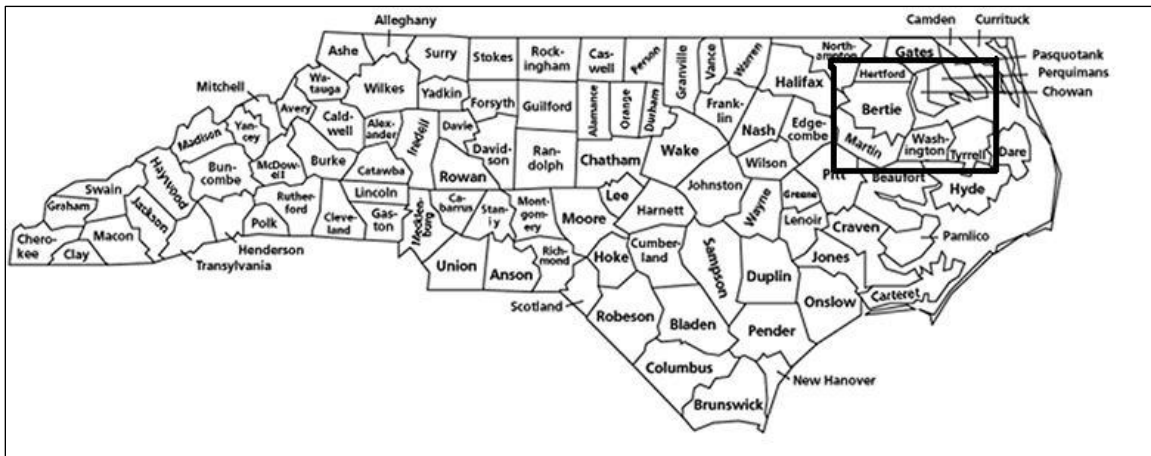 Alleghany
Camden
Currituck
Ashe
Surry
Stokes
Rock-
ingham
Cas-
well
Person
Granville
Vance
Warren
North-
ampton
Gates
Pasquotank
Perquimans
Chowan
Mitchell
Wa-
tauga
Wilkes
Yadkin
Forsyth
Guilford
Alamance
Orange
Durham
Frank-
lin
Halifax
Hertford
Bertie
Avery
Madison
Yan-
cey
Cald-
well
Alex-
ander
Iredell
Davie
Nash
Edge-
combe
Martin
Wash-
ington
Tyrrell
Dare
Haywood
Bun-
combe
McDow-
ell
Burke
Catawba
Rowan
David-
son
Ran-
dolph
Chatham
Wake
Wilson
Pitt
Beaufort
Hyde
Swain
Graham
Jackson
Ruther-
ford
Lincoln
Lee
Johnston
Wayne
Greene
Chero-
kee
Macon
Clay
Polk
Cleve-
land
Gas-
ton
Mecklen-
burg
Ca-
barrus
Stan-
ly
Mont-
gom-
ery
Moore
Harnett
Lenoir
Craven
Pamlico
Henderson
Transylvania
Union
Anson
Rich-
mond
Hoke
Cumber-
land
Sampson
Duplin
Jones
Scotland
Robeson
Bladen
Onslow
Carteret
Pender
Columbus
New Hanover
Brunswick